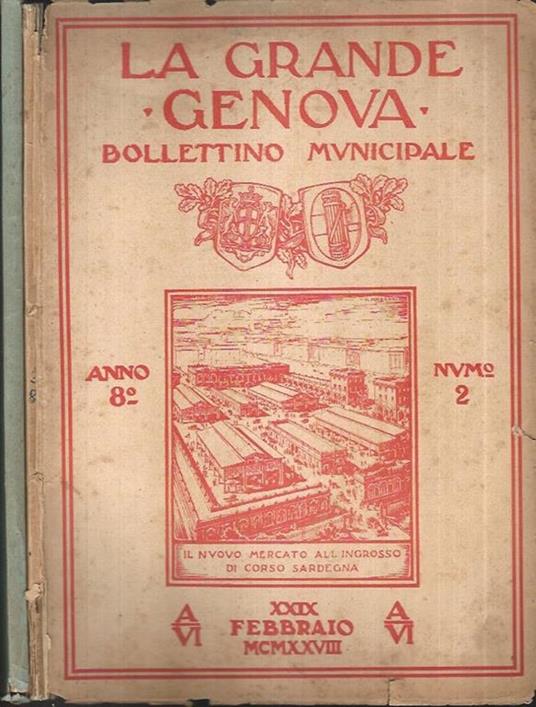 LA GRANDE
· GENOVA ·
BOLLETTINO MVNICIPALE
ANNO
8º
NVMº
2
IL NVOVO MERCATO ALL'INGROSSO
DI CORSO SARDEGNA
A
VI
XXIX
FEBBRAIO
MCMXXVIII
A
VI